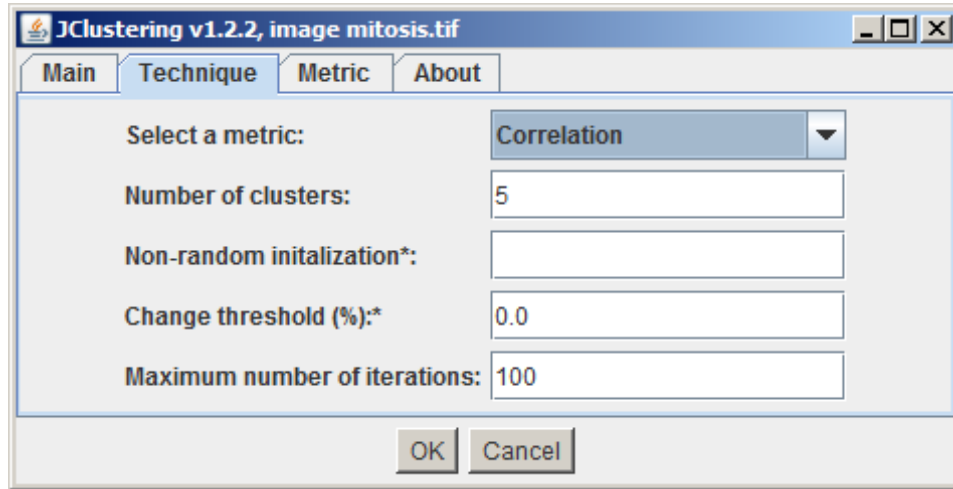 JClustering v1.2.2, image mitosis.tif
Main Technique Metric About
Select a metric: Correlation
Number of clusters: 5
Non-random initalization*:
Change threshold (%):* 0.0
Maximum number of iterations: 100
OK Cancel